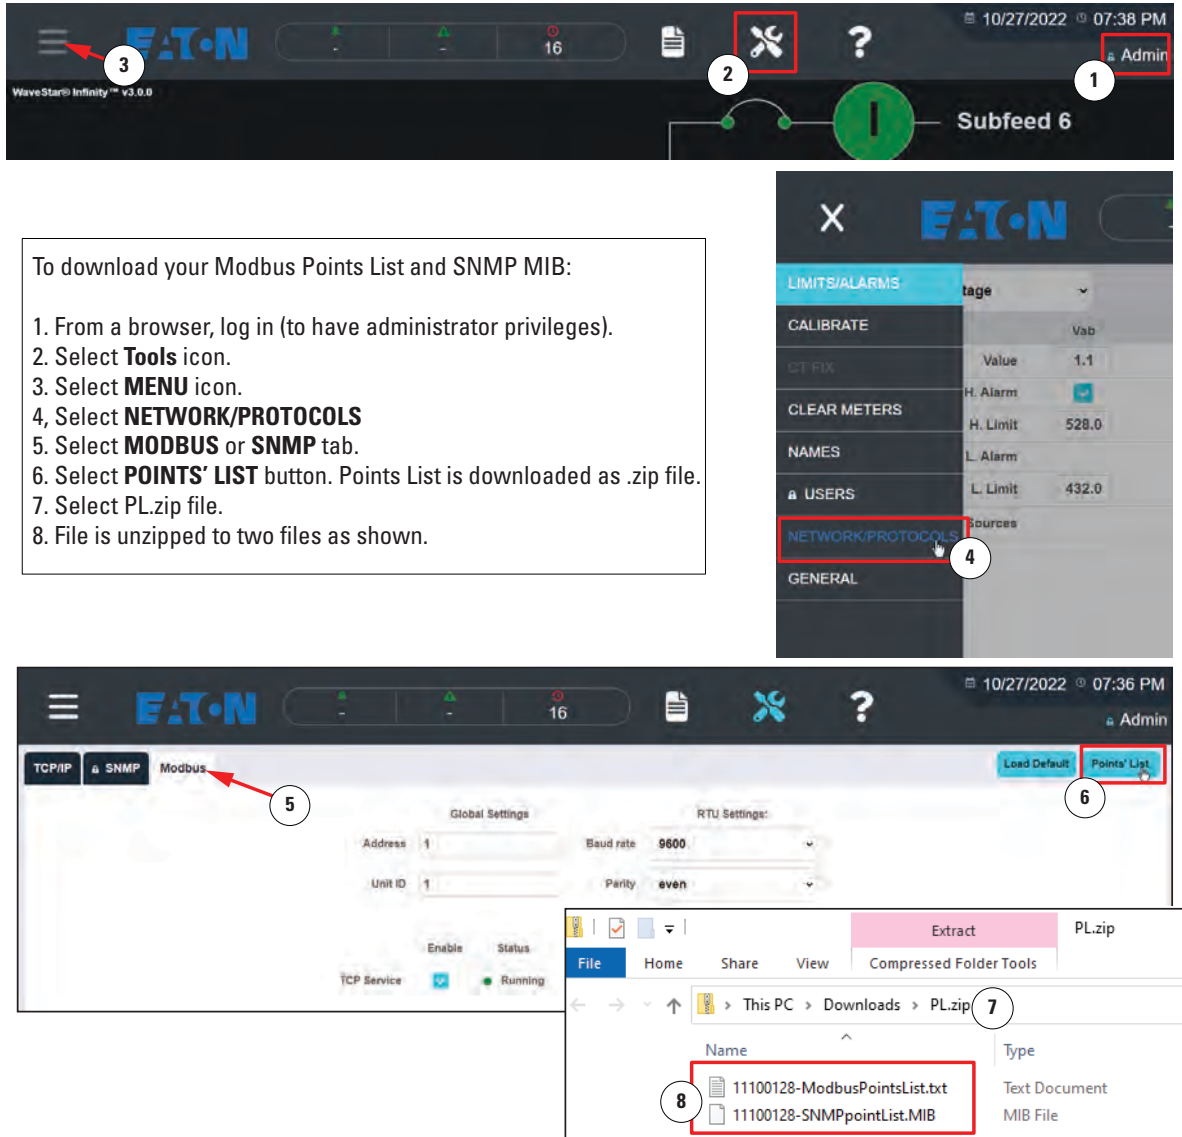 EATON
-
-
16
?
10/27/2022 07:38 PM
Admin
3
2
1
WaveStar® Infinity™ v3.0.0
I
Subfeed 6
To download your Modbus Points List and SNMP MIB:
1. From a browser, log in (to have administrator privileges).
2. Select Tools icon.
3. Select MENU icon.
4, Select NETWORK/PROTOCOLS
5. Select MODBUS or SNMP tab.
6. Select POINTS' LIST button. Points List is downloaded as .zip file.
7. Select PL.zip file.
8. File is unzipped to two files as shown.
X
EATON
LIMITS/ALARMS
tage
CALIBRATE
Vab
CT FIX
Value 1.1
CLEAR METERS
H. Alarm
H. Limit 528.0
NAMES
L. Alarm
USERS
L. Limit 432.0
Sources
NETWORK/PROTOCOLS
4
GENERAL
EATON
-
-
16
?
10/27/2022 07:36 PM
Admin
TCP/IP SNMP Modbus
Load Default Points' List
5
6
Global Settings RTU Settings:
Address 1 Baud rate 9600
Unit ID 1 Parity even
Enable Status
TCP Service Running
Extract PL.zip
File Home Share View Compressed Folder Tools
This PC > Downloads > PL.zip
7
Name Type
8
11100128-ModbusPointsList.txt Text Document
11100128-SNMPpointList.MIB MIB File